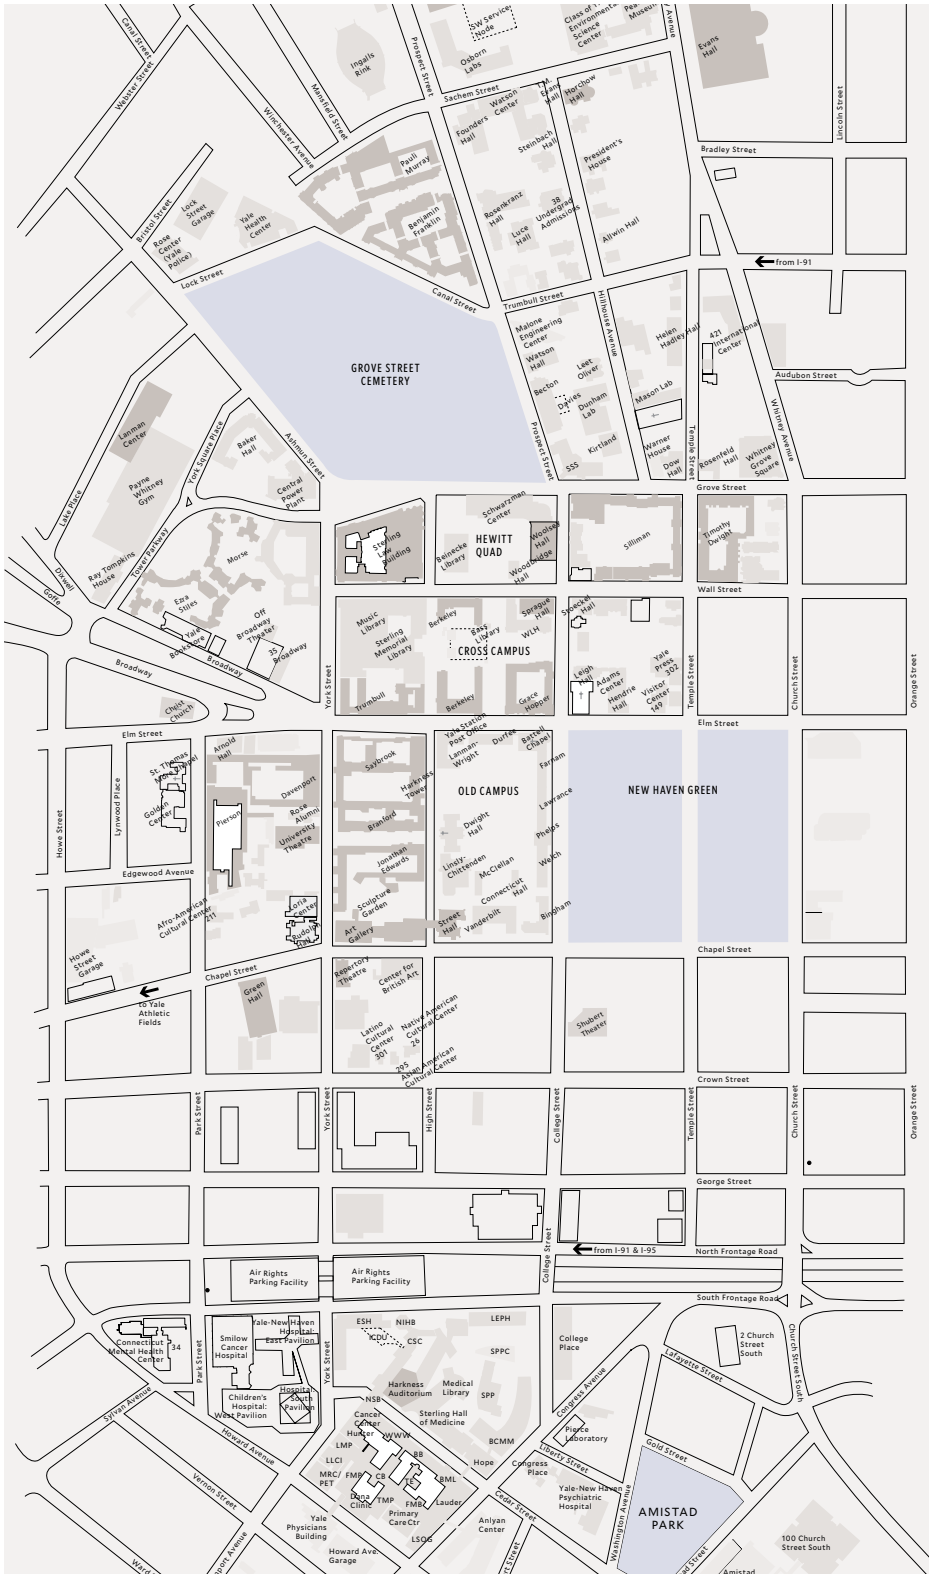 Canal Street
Webster Street
Ingalls
Rink
Prospect Street
SW Service
Node
Osborn
Labs
Environmental
Science
Center
Museum
Evans
Hall
Lincoln Street
Mansfield Street
Winchester Avenue
Sachem Street
Founders
Hall
Watson
Center
Horchow
Hall
Steinbach
Hall
President's
House
Bradley Street
Pauli
Murray
Benjamin
Franklin
Rosenkranz
Hall
38
Undergrad
Admissions
Luce
Hall
Allwin Hall
Bristol Street
Lock
Street
Garage
Yale
Health
Center
Rose
Center
(Yale
Police)
Lock Street
Canal Street
from I-91
Trumbull Street
Hillhouse Avenue
GROVE STREET
CEMETERY
Malone
Engineering
Center
Watson
Hall
Becton
Leet
Oliver
Davies
Dunham
Lab
Kirtland
SSS
Helen
Hadley Hall
421
International
Center
Mason Lab
Warner
House
Dow
Hall
Rosenfeld
Hall
Whitney
Grove
Square
Audubon Street
Whitney Avenue
Temple Street
Prospect Street
Grove Street
Lanman
Center
Payne
Whitney
Gym
Lake Place
York Square Place
Baker
Hall
Ashmun Street
Central
Power
Plant
Tower Parkway
Ray Tompkins
House
Dixwell
Goffe
Morse
Ezra
Stiles
Yale
Bookstore
Off
Broadway
Theater
35
Broadway
Broadway
Broadway
Sterling
Law
Building
Schwarzman
Center
HEWITT
QUAD
Beinecke
Library
Woolsey
Hall
Woodbridge
Hall
Silliman
Timothy
Dwight
Wall Street
York Street
Music
Library
Sterling
Memorial
Library
Berkeley
Bass
Library
CROSS CAMPUS
Sprague
Hall
WLH
Trumbull
Berkeley
Grace
Hopper
Stoeckel
Hall
Leigh
Hall
Adams
Center
Hendrie
Hall
Yale
Press
302
Visitor
Center
149
Temple Street
Church Street
Orange Street
Elm Street
Christ
Church
Elm Street
Howe Street
Lynwood Place
St. Thomas
More Chapel
Golden
Center
Edgewood Avenue
Arnold
Hall
Davenport
Pierson
Rose
Alumni
University
Theatre
Loria
Center
Rudolph
Hall
Saybrook
Harkness
Tower
Branford
Jonathan
Edwards
Sculpture
Garden
Art
Gallery
Yale Station
Post Office
Lanman-
Wright
Durfee
Battell
Chapel
OLD CAMPUS
Farnam
Lawrance
Dwight
Hall
Phelps
Linsly-
Chittenden
McClellan
Welch
Connecticut
Hall
Street
Hall
Vanderbilt
Bingham
NEW HAVEN GREEN
Chapel Street
Afro-American
Cultural Center
211
Howe
Street
Garage
to Yale
Athletic
Fields
Chapel Street
Green
Hall
Repertory
Theatre
Center for
British Art
Latino
Cultural
Center
301
Native American
Cultural Center
26
295
Asian American
Cultural Center
Shubert
Theater
Crown Street
Park Street
York Street
High Street
College Street
Temple Street
Church Street
Orange Street
George Street
College Street
from I-91 & I-95
North Frontage Road
South Frontage Road
Air Rights
Parking Facility
Air Rights
Parking Facility
Connecticut
Mental Health
Center
34
Park Street
Smilow
Cancer
Hospital
Yale-New Haven
Hospital:
East Pavilion
Children's
Hospital:
West Pavilion
Hospital:
South
Pavilion
York Street
ESH
NIHB
ICDU
CSC
LEPH
SPPC
College
Place
Harkness
Auditorium
Medical
Library
SPP
NSB
Sterling Hall
of Medicine
Cancer
Center
Hunter
WWW
BCMM
Hope
LMP
LLCI
MRC/
PET
FMP
CB
BB
TE
BML
Dana
Clinic
TMP
FMB
Lauder
Primary
Care Ctr
LSOG
Yale
Physicians
Building
Howard Ave.
Garage
Anlyan
Center
Congress
Place
Pierce
Laboratory
Liberty Street
Cedar Street
Congress Avenue
Yale-New Haven
Psychiatric
Hospital
Washington Avenue
Lafayette Street
2 Church
Street
South
Church Street South
Gold Street
AMISTAD
PARK
100 Church
Street South
Amistad
Sylvan Avenue
Howard Avenue
Vernon Street
Ward